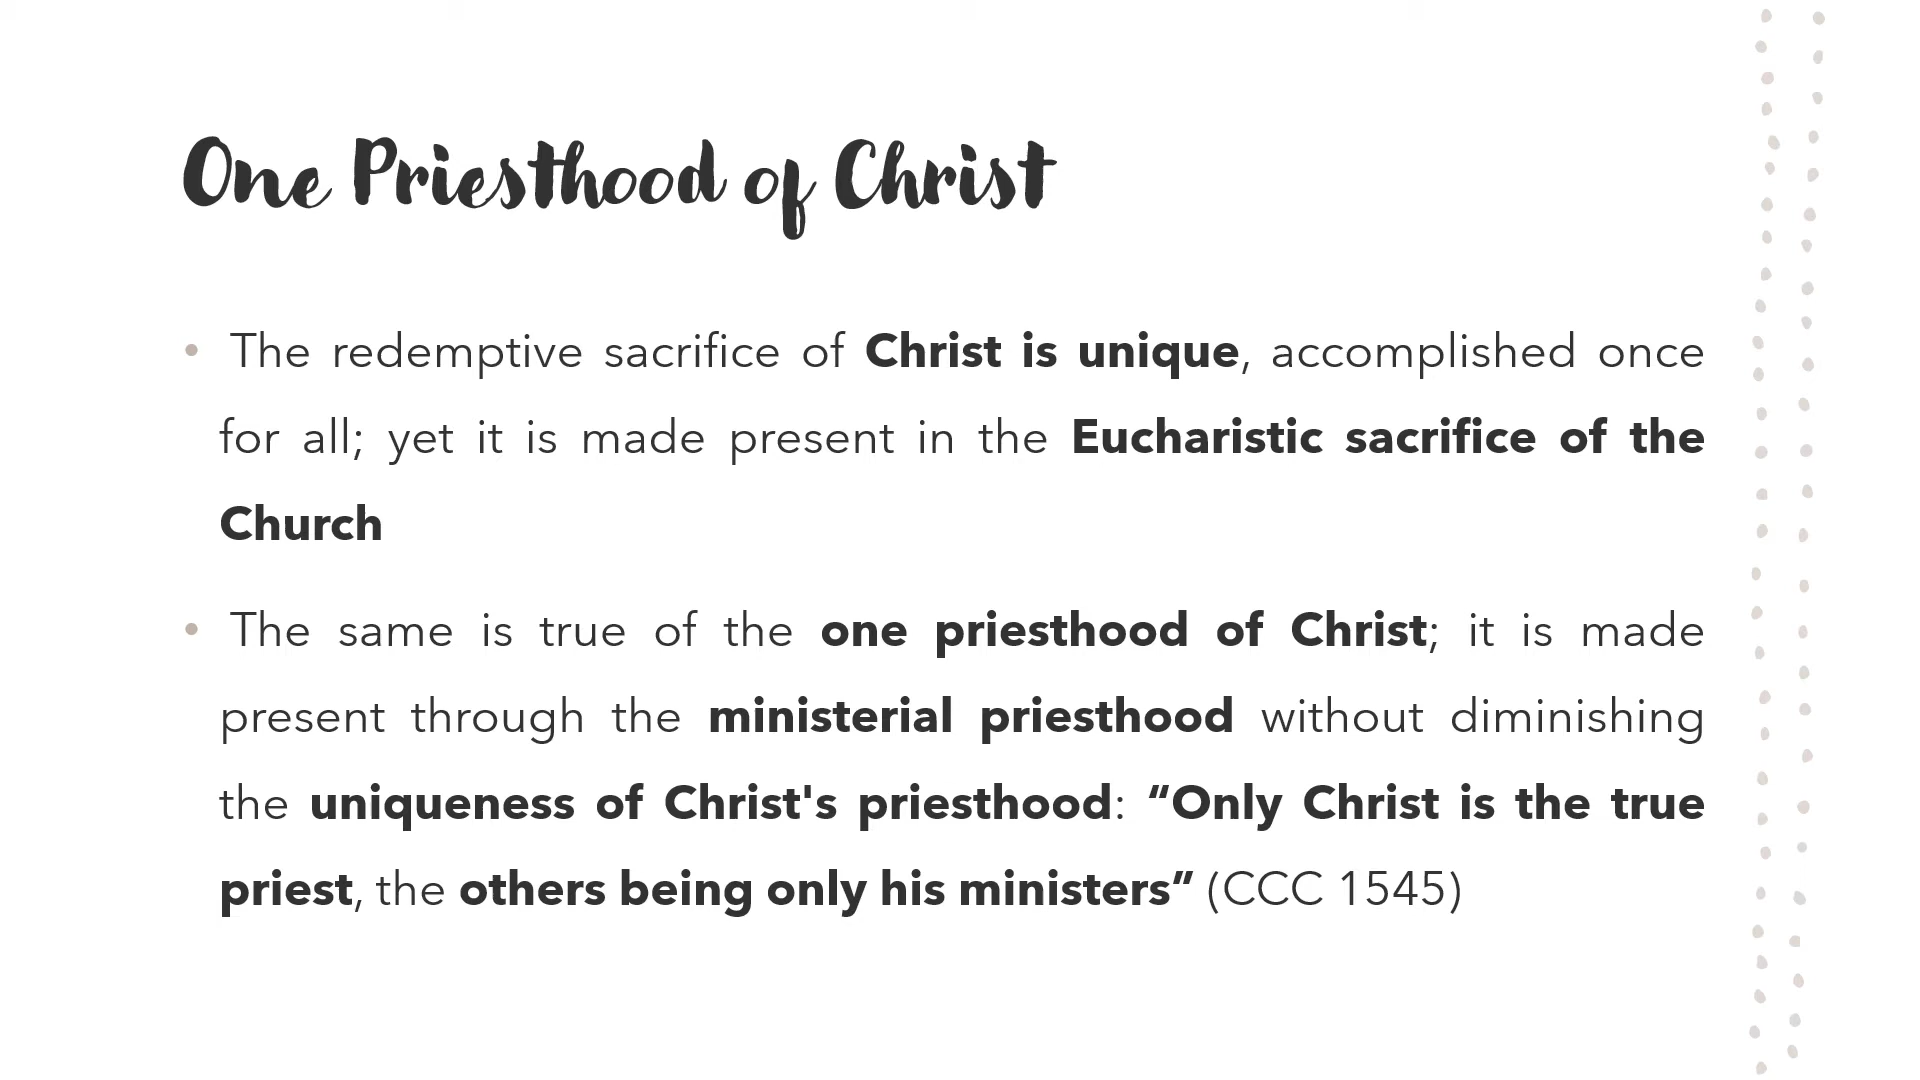 One Priesthood of Christ
• The redemptive sacrifice of Christ is unique, accomplished once
for all; yet it is made present in the Eucharistic sacrifice of the
Church
• The same is true of the one priesthood of Christ; it is made
present through the ministerial priesthood without diminishing
the uniqueness of Christ's priesthood: “Only Christ is the true
priest, the others being only his ministers” (CCC 1545)